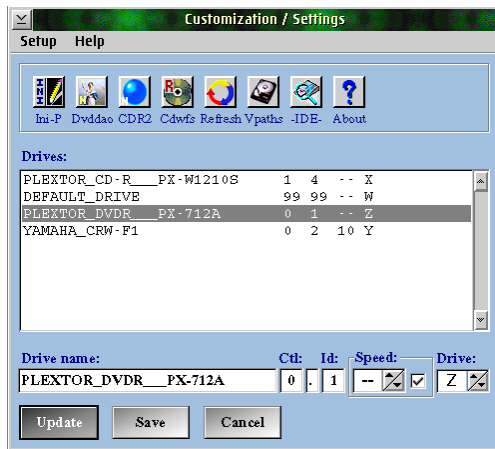 Customization / Settings
Setup Help
Ini-P Dvddao CDR2 Cdwfs Refresh Vpaths -IDE- About
Drives:
PLEXTOR_CD-R___PX-W1210S 1 4 -- X
DEFAULT_DRIVE 99 99 -- W
PLEXTOR_DVDR___PX-712A 0 1 -- Z
YAMAHA_CRW-F1 0 2 10 Y
Drive name: Ctl: Id: Speed: Drive:
PLEXTOR_DVDR___PX-712A 0 . 1 -- Z
Update Save Cancel